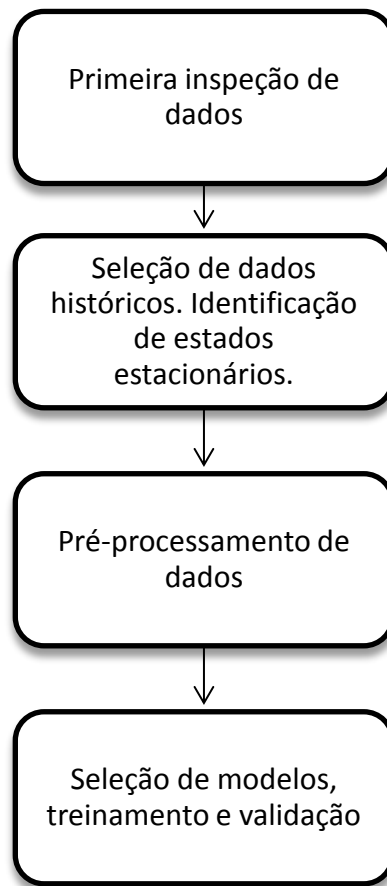 Primeira inspeção de
dados
Seleção de dados
históricos. Identificação
de estados
estacionários.
Pré-processamento de
dados
Seleção de modelos,
treinamento e validação